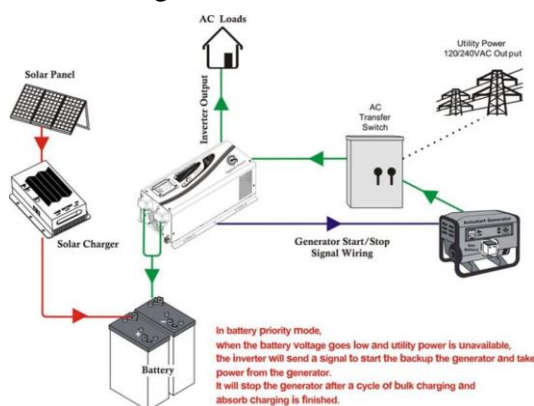 AC Loads
Utility Power
120/240VAC Output
Solar Panel
AC
Transfer
Switch
Inverter Output
Solar Charger
Autostart Generator
Generator Start/Stop
Signal Wiring
Battery
In battery priority mode,
when the battery voltage goes low and utility power is unavailable,
the inverter will send a signal to start the backup the generator and take
power from the generator.
It will stop the generator after a cycle of bulk charging and
absorb charging is finished.